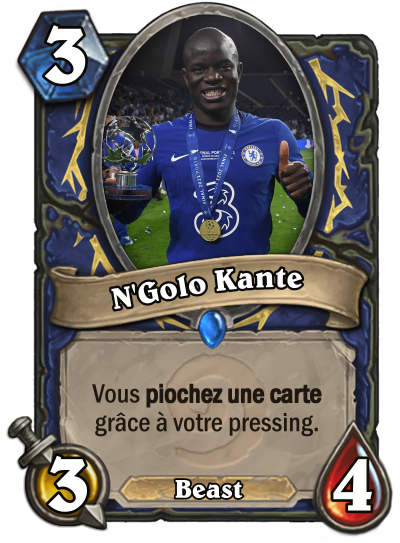 3
N'Golo Kante
Vous piochez une carte
grâce à votre pressing.
3
Beast
4